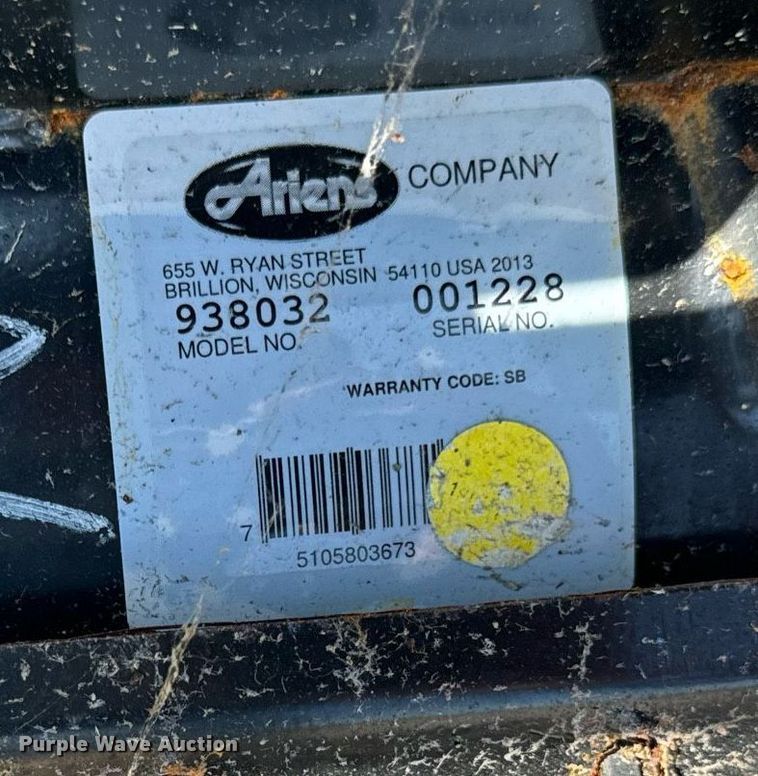 Ariens COMPANY
655 W. RYAN STREET
BRILLION, WISCONSIN 54110 USA 2013
938032 001228
MODEL NO. SERIAL NO.
WARRANTY CODE: SB
7 5105803673 7
Purple Wave Auction